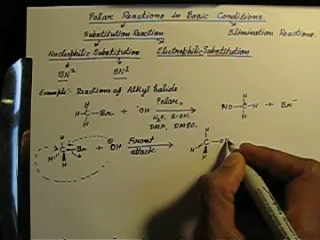 Polar Reactions in Basic Conditions.
Substitution Reaction
Elimination Reactions.
Nucleophilic Substitution
Electrophilic Substitution
SN²
SN¹
Example:- Reactions of Alkyl halide
H
H C Br + OH
H
Polar,
H₂O, R-OH,
DMF, DMSO.
H
HO C H + Br⁻
H
H
H C Br + OH
H
Front
attack.
H
H C O
H